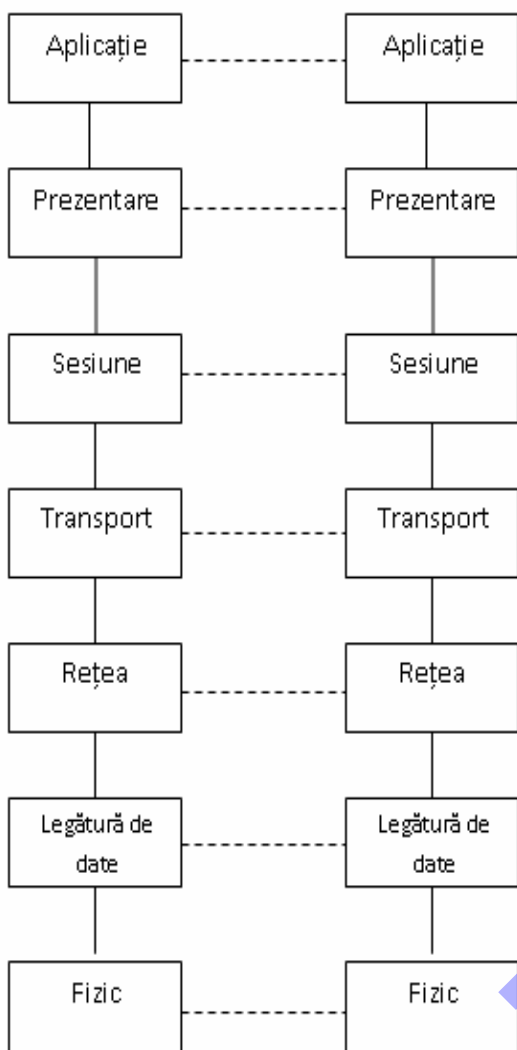 Aplicație
Aplicație
Prezentare
Prezentare
Sesiune
Sesiune
Transport
Transport
Rețea
Rețea
Legătură de
date
Legătură de
date
Fizic
Fizic